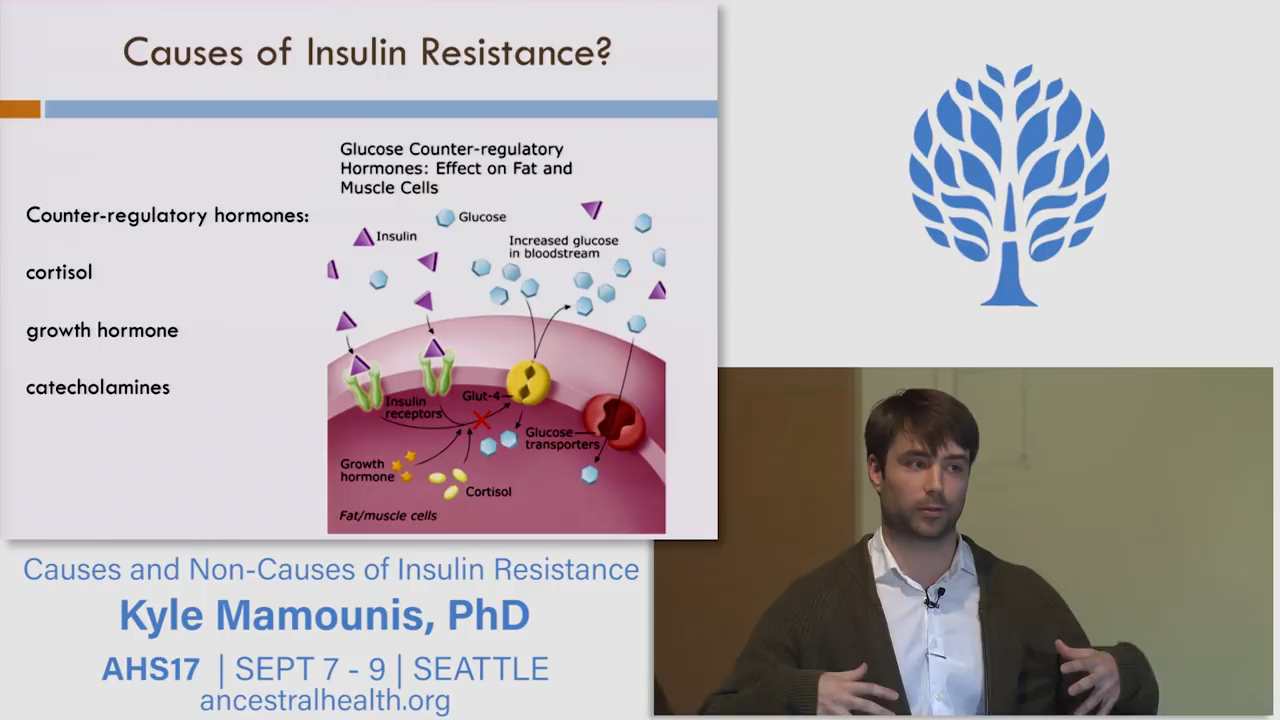 Causes of Insulin Resistance?
Counter-regulatory hormones:
cortisol
growth hormone
catecholamines
Glucose Counter-regulatory
Hormones: Effect on Fat and
Muscle Cells
Glucose
Insulin
Increased glucose
in bloodstream
Insulin
receptors
Glut-4
Glucose
transporters
Growth
hormone
Cortisol
Fat/muscle cells
Causes and Non-Causes of Insulin Resistance
Kyle Mamounis, PhD
AHS17 | SEPT 7 - 9 | SEATTLE
ancestralhealth.org